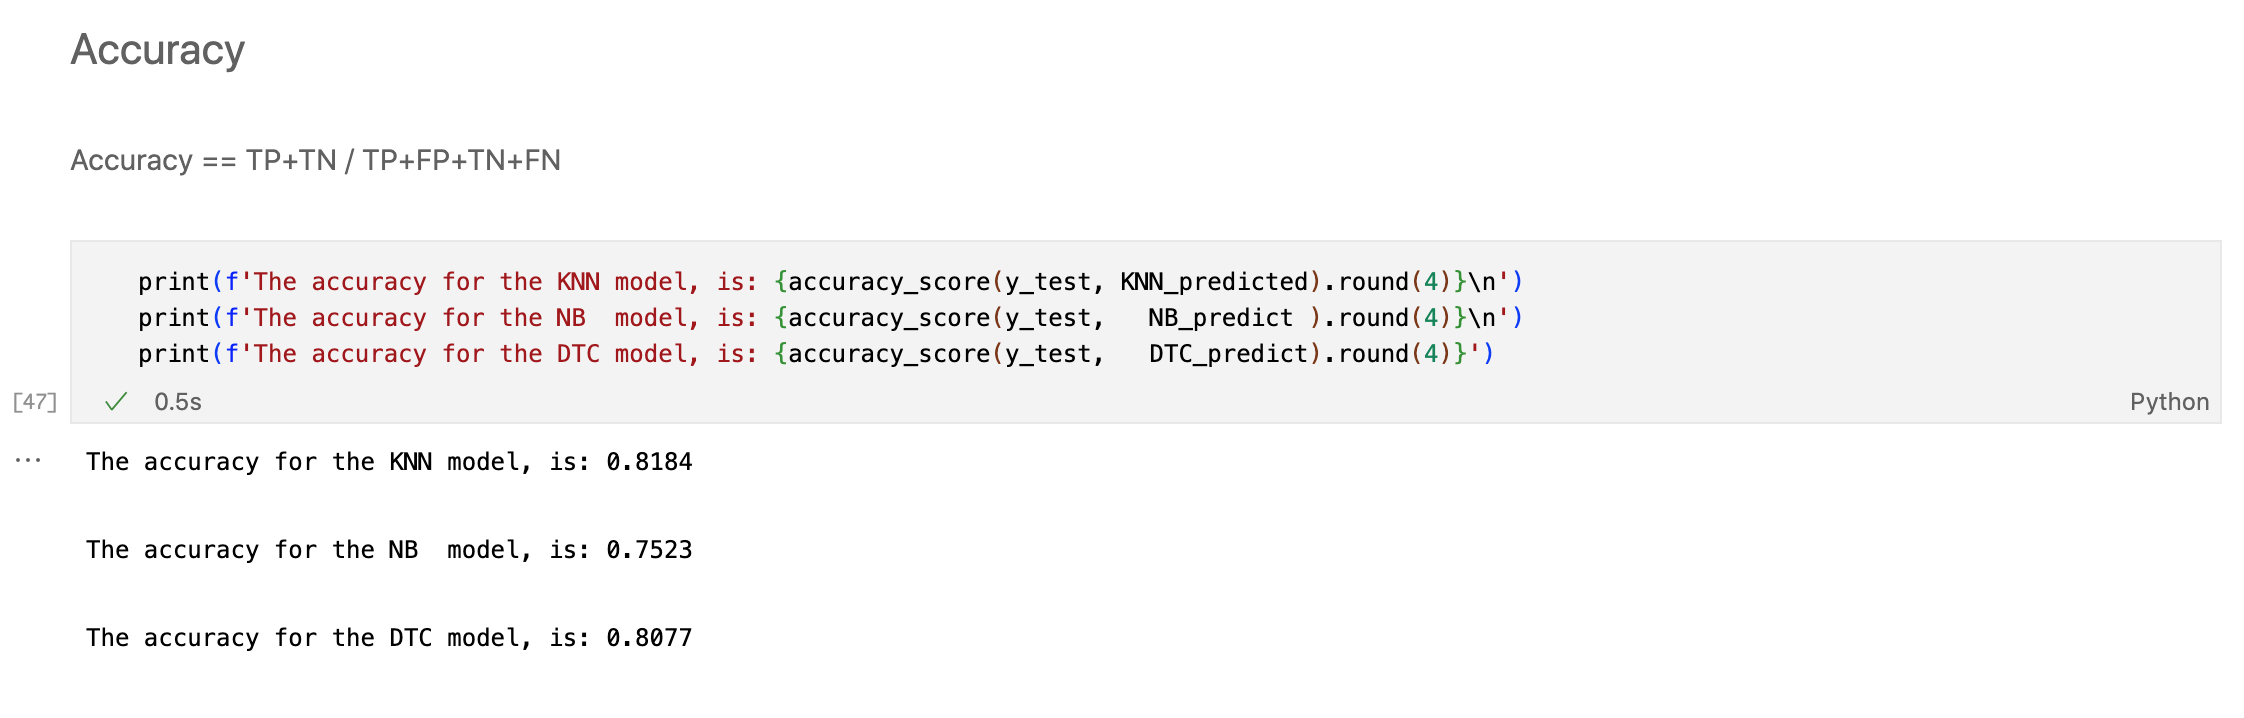 Accuracy
Accuracy == TP+TN / TP+FP+TN+FN
print(f'The accuracy for the KNN model, is: {accuracy_score(y_test, KNN_predicted).round(4)}\n')
print(f'The accuracy for the NB  model, is: {accuracy_score(y_test,   NB_predict ).round(4)}\n')
print(f'The accuracy for the DTC model, is: {accuracy_score(y_test,   DTC_predict).round(4)}')
[47] ✓ 0.5s Python
... The accuracy for the KNN model, is: 0.8184
The accuracy for the NB  model, is: 0.7523
The accuracy for the DTC model, is: 0.8077